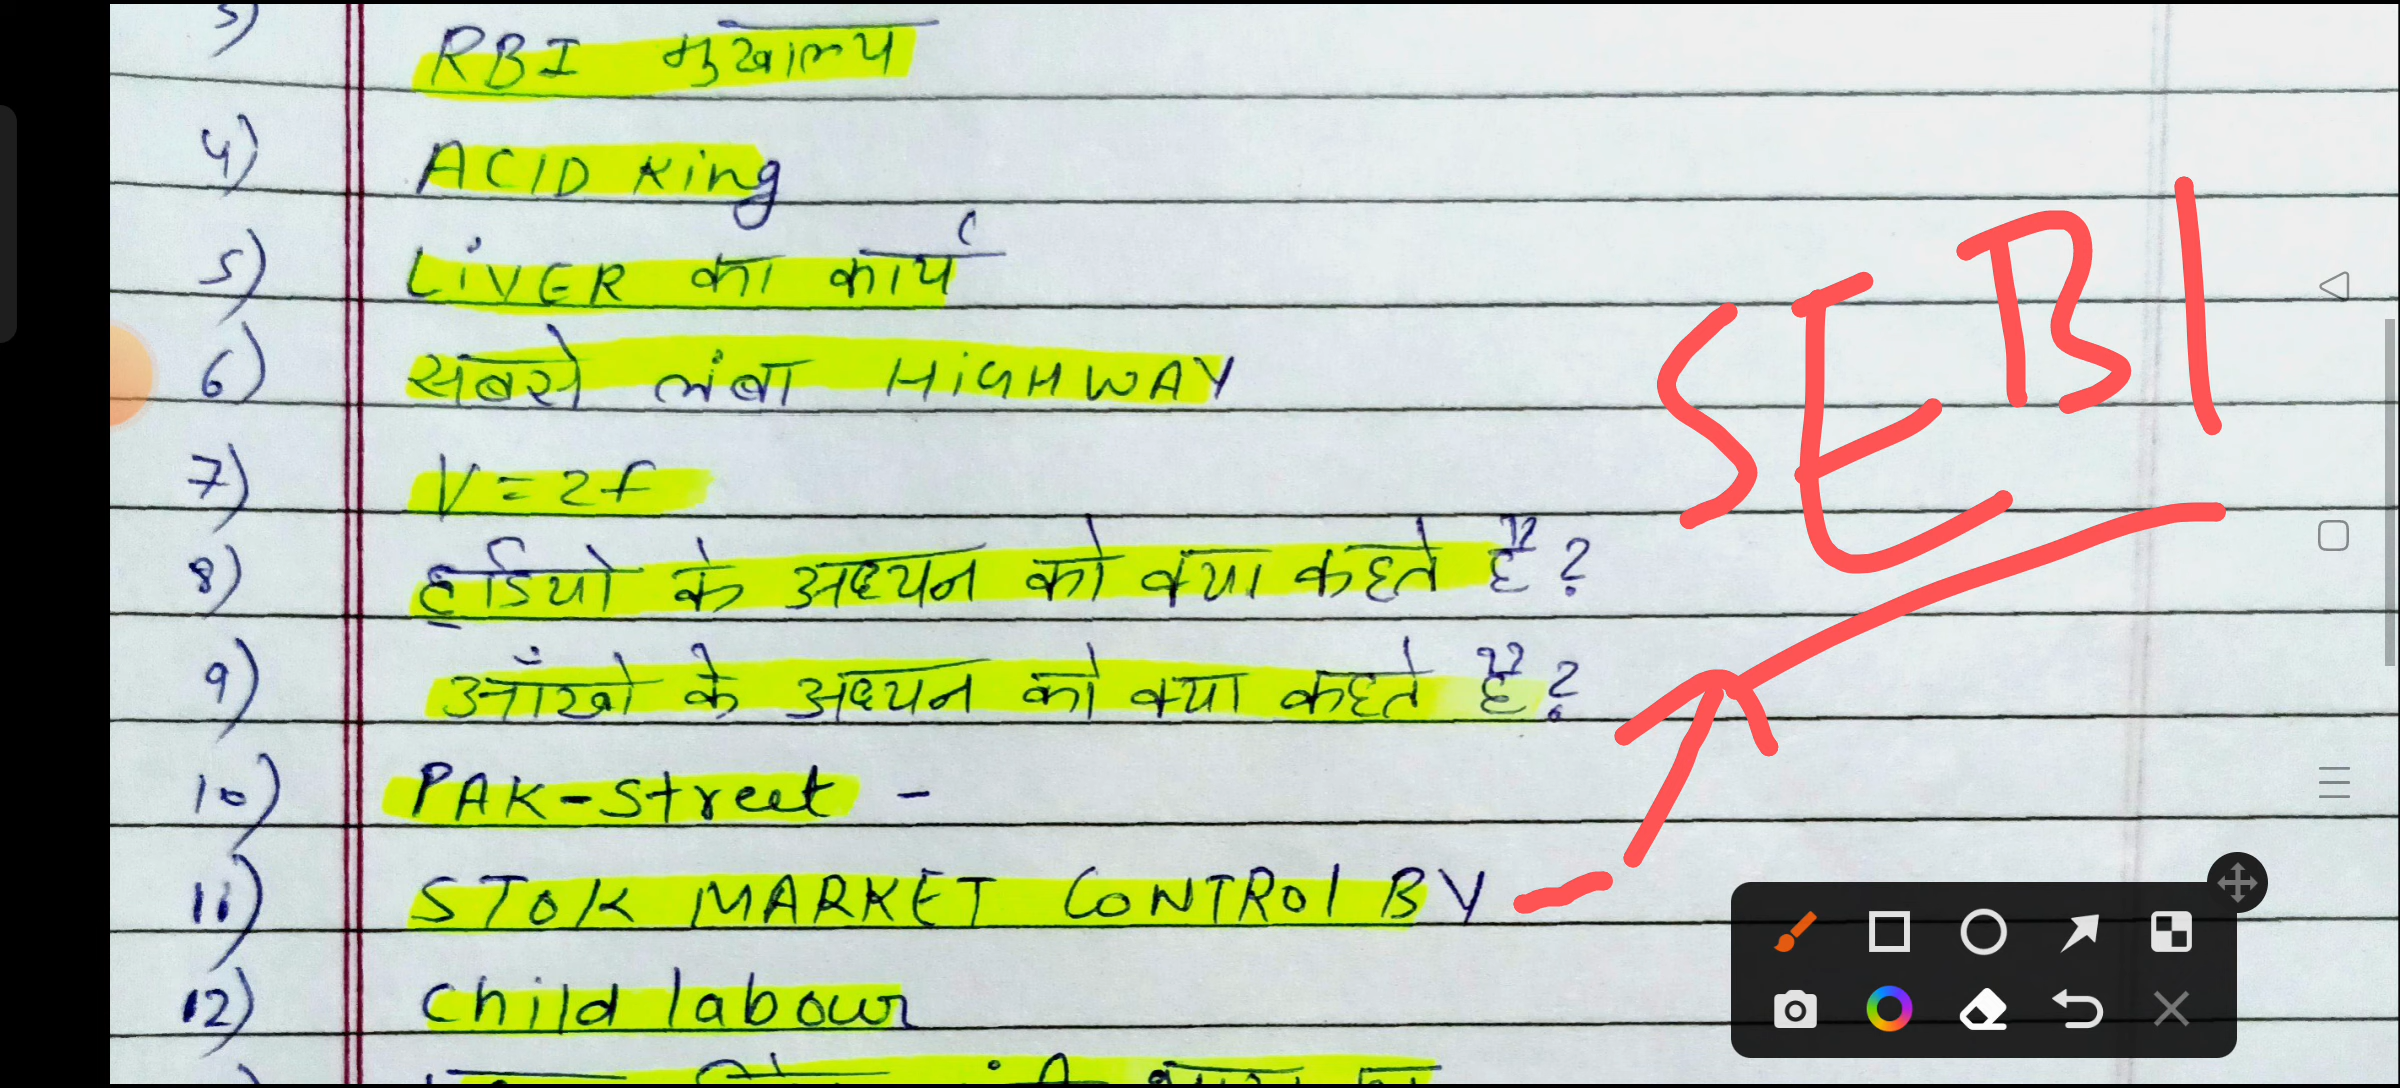 3) RBI मुखालय
4) ACID King
5) LIVER का कार्य
6) सबसे लंबा HIGHWAY
7) V = 2f
8) हडियो के अध्यन को क्या कहते हैं ?
9) आँखो के अध्यन को क्या कहते हैं ?
10) PAK-Street -
11) STOK MARKET CONTROl BY
SEBI
12) Child labour